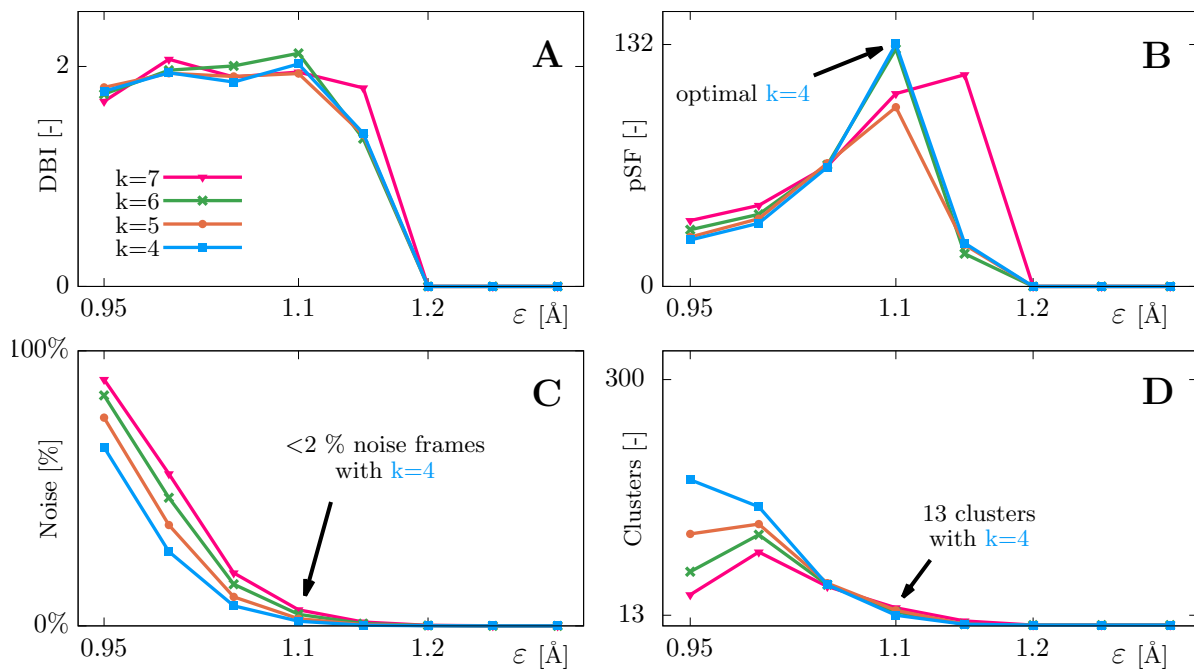 A
2
0
DBI [-]
k=7
k=6
k=5
k=4
0.95
1.1
1.2
ε [Å]
B
132
0
pSF [-]
optimal k=4
0.95
1.1
1.2
ε [Å]
C
100%
0%
Noise [%]
<2 % noise frames
with k=4
0.95
1.1
1.2
ε [Å]
D
300
13
Clusters [-]
13 clusters
with k=4
0.95
1.1
1.2
ε [Å]